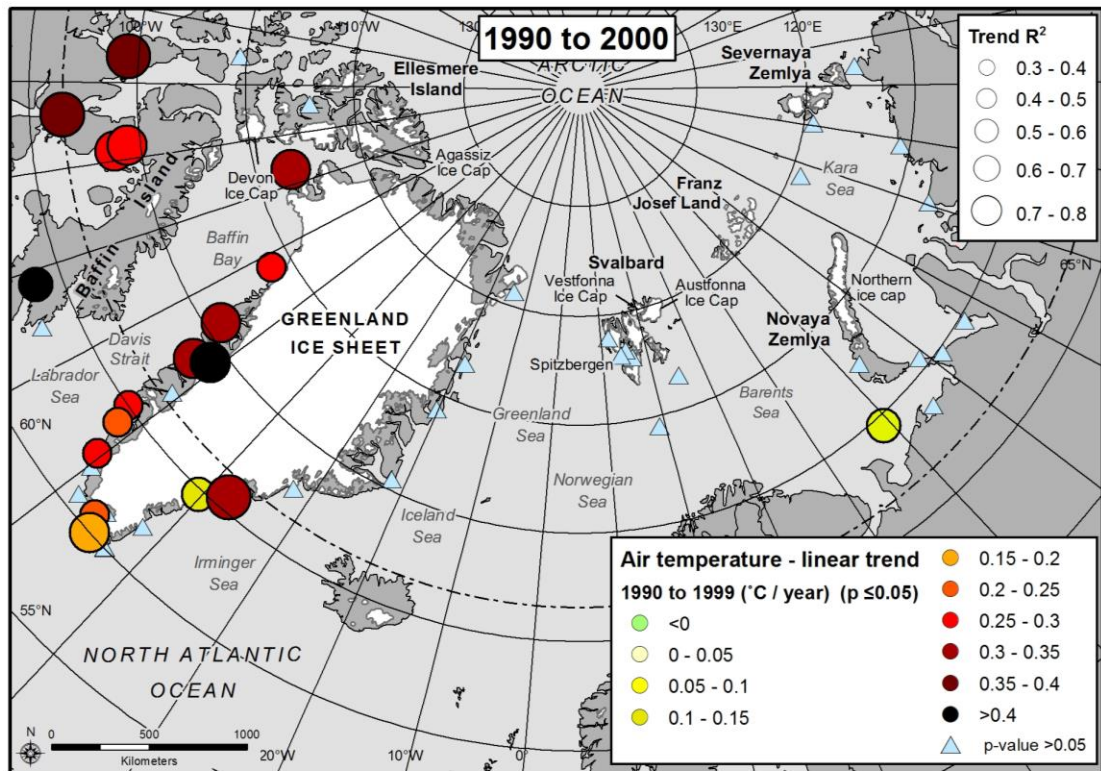 100°W
110°W
130°E
120°E
1990 to 2000
ARCTIC
OCEAN
Ellesmere
Island
Severnaya
Zemlya
Trend R²
0.3 - 0.4
0.4 - 0.5
0.5 - 0.6
0.6 - 0.7
0.7 - 0.8
65°N
Devon
Ice Cap
Agassiz
Ice Cap
Kara
Sea
Franz
Josef Land
Baffin Island
Baffin
Bay
Svalbard
Vestfonna
Ice Cap
Austfonna
Ice Cap
Northern
ice cap
Novaya
Zemlya
GREENLAND
ICE SHEET
Davis
Strait
Spitzbergen
Labrador
Sea
Greenland
Sea
Barents
Sea
60°N
Norwegian
Sea
Iceland
Sea
Irminger
Sea
55°N
NORTH ATLANTIC
OCEAN
N
0 500 1000
Kilometers
20°W
10°W
0°
Air temperature - linear trend
1990 to 1999 (°C / year) (p ≤0.05)
<0
0 - 0.05
0.05 - 0.1
0.1 - 0.15
0.15 - 0.2
0.2 - 0.25
0.25 - 0.3
0.3 - 0.35
0.35 - 0.4
>0.4
p-value >0.05